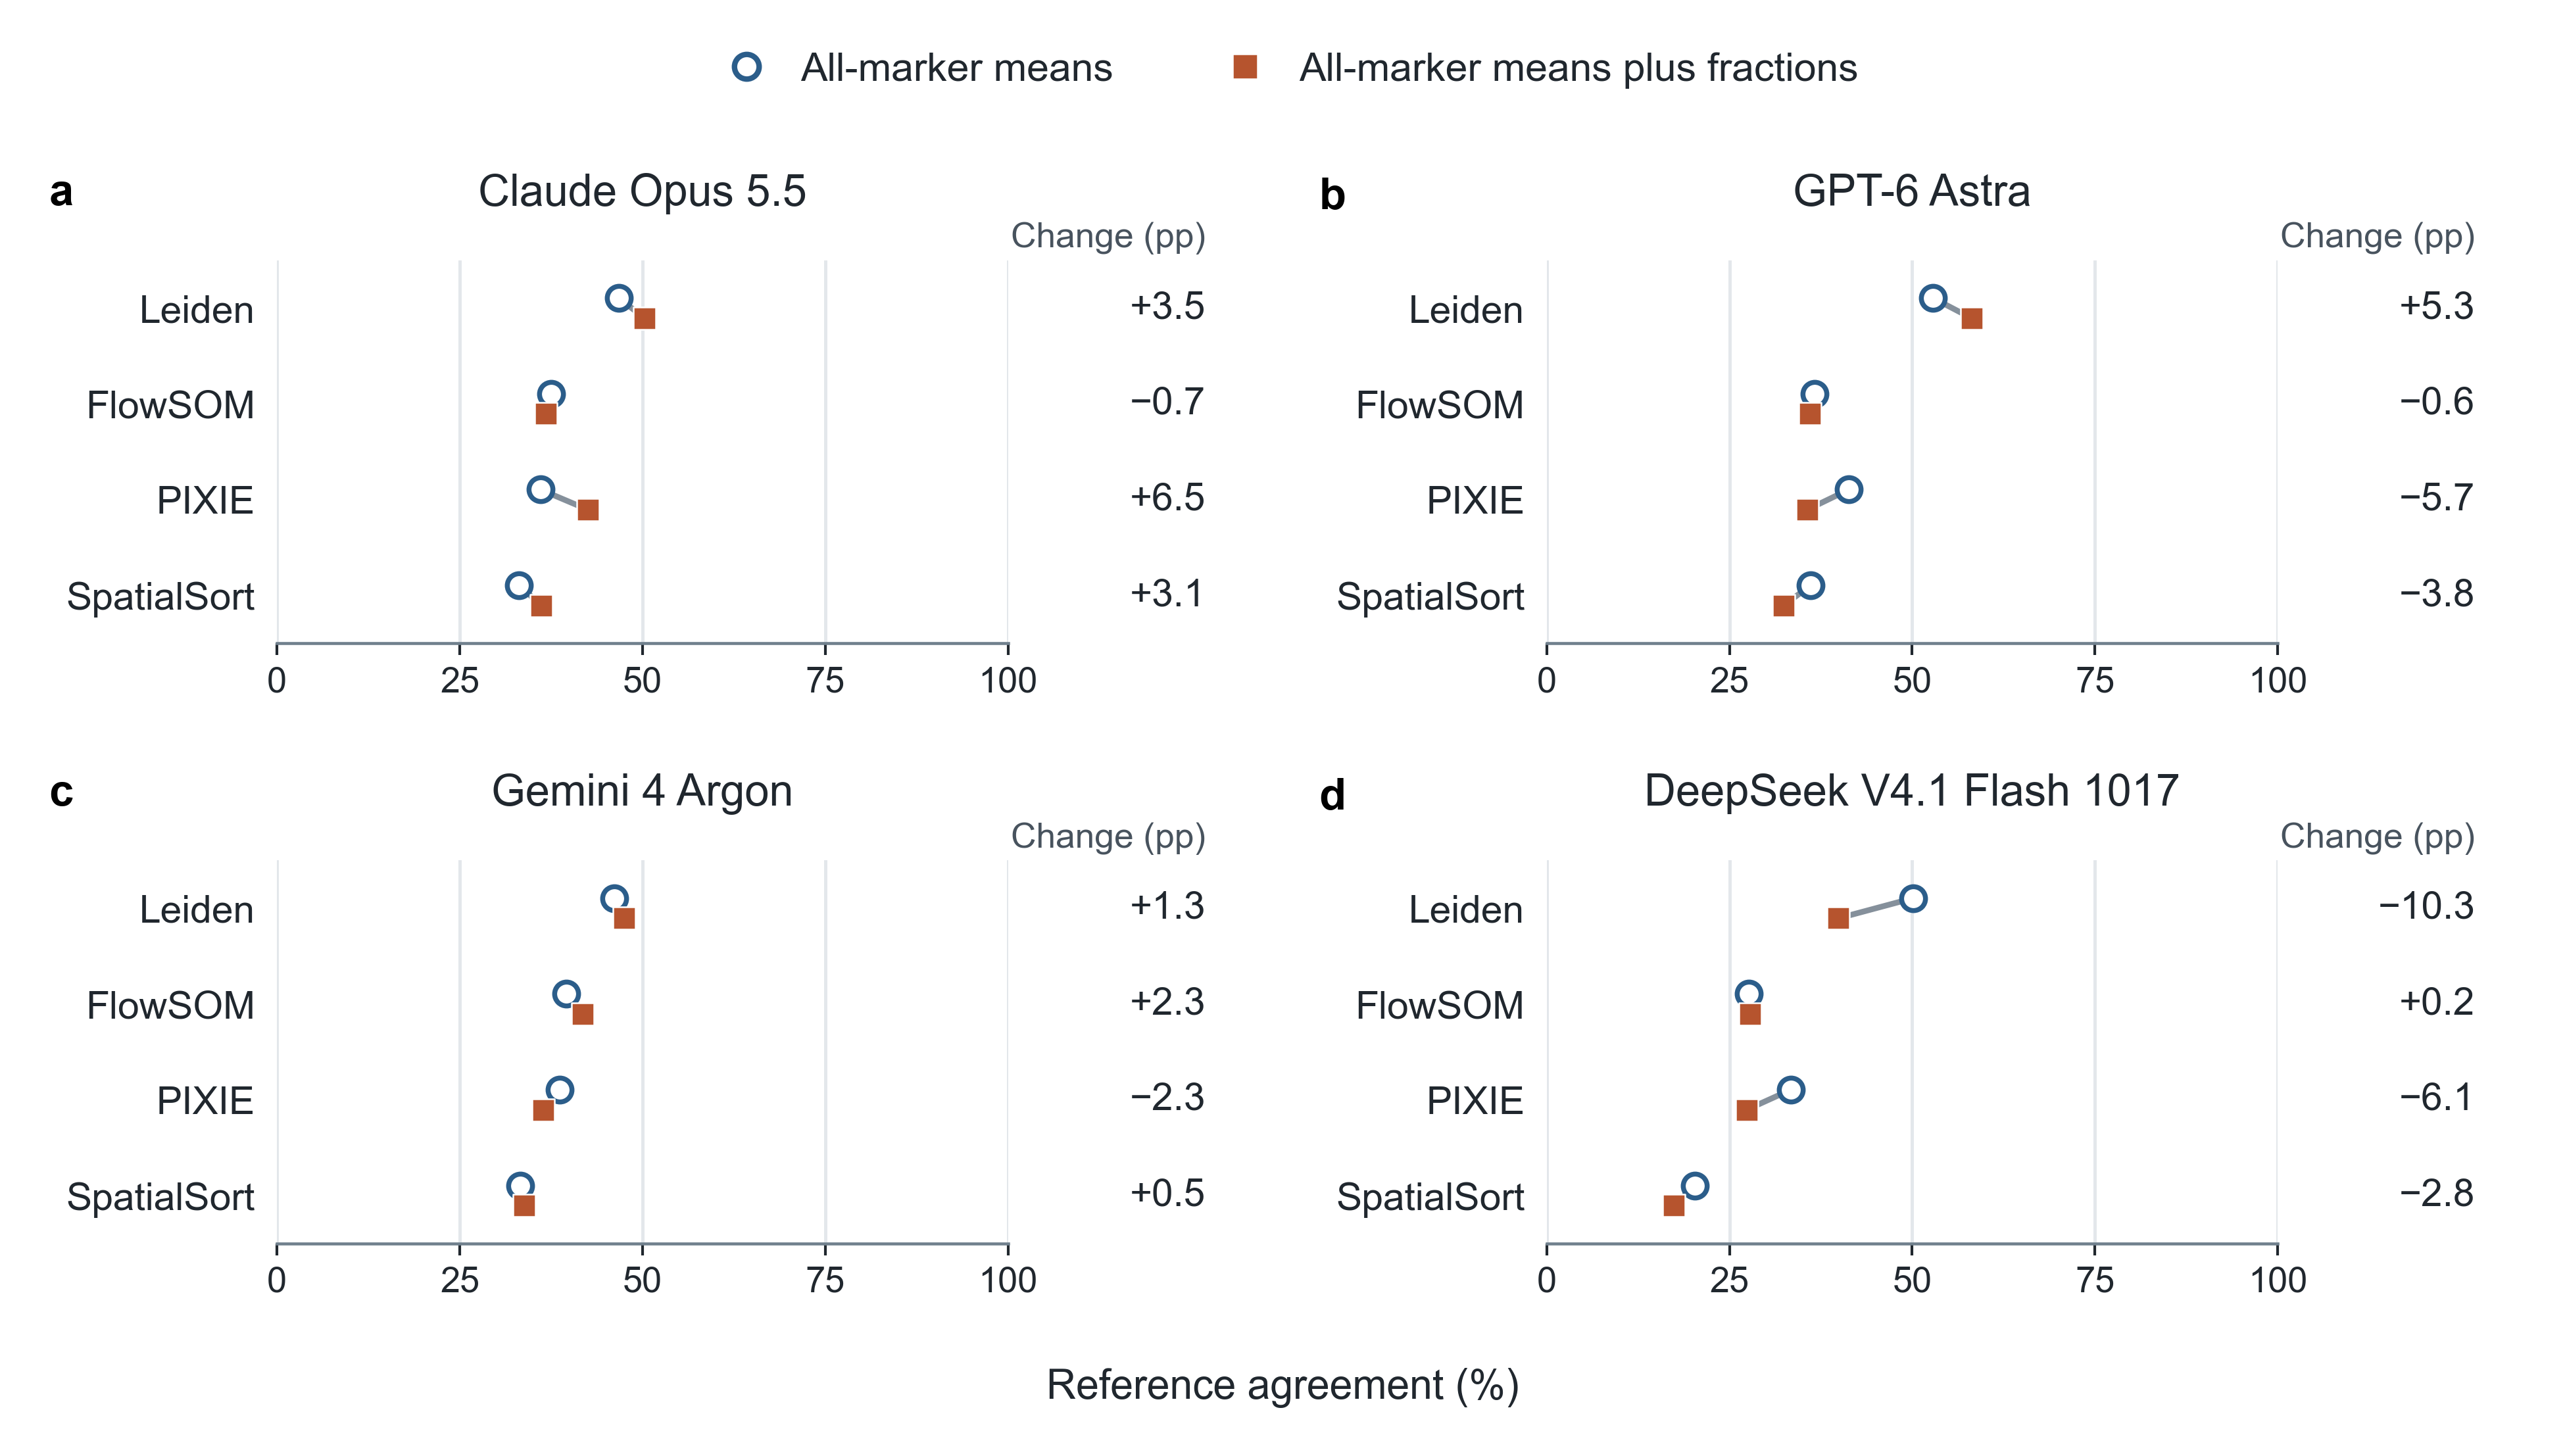 All-marker means
All-marker means plus fractions
a
Claude Opus 5.5
Change (pp)
Leiden
+3.5
FlowSOM
−0.7
PIXIE
+6.5
SpatialSort
+3.1
0 25 50 75 100
b
GPT-6 Astra
Change (pp)
Leiden
+5.3
FlowSOM
−0.6
PIXIE
−5.7
SpatialSort
−3.8
0 25 50 75 100
c
Gemini 4 Argon
Change (pp)
Leiden
+1.3
FlowSOM
+2.3
PIXIE
−2.3
SpatialSort
+0.5
0 25 50 75 100
d
DeepSeek V4.1 Flash 1017
Change (pp)
Leiden
−10.3
FlowSOM
+0.2
PIXIE
−6.1
SpatialSort
−2.8
0 25 50 75 100
Reference agreement (%)